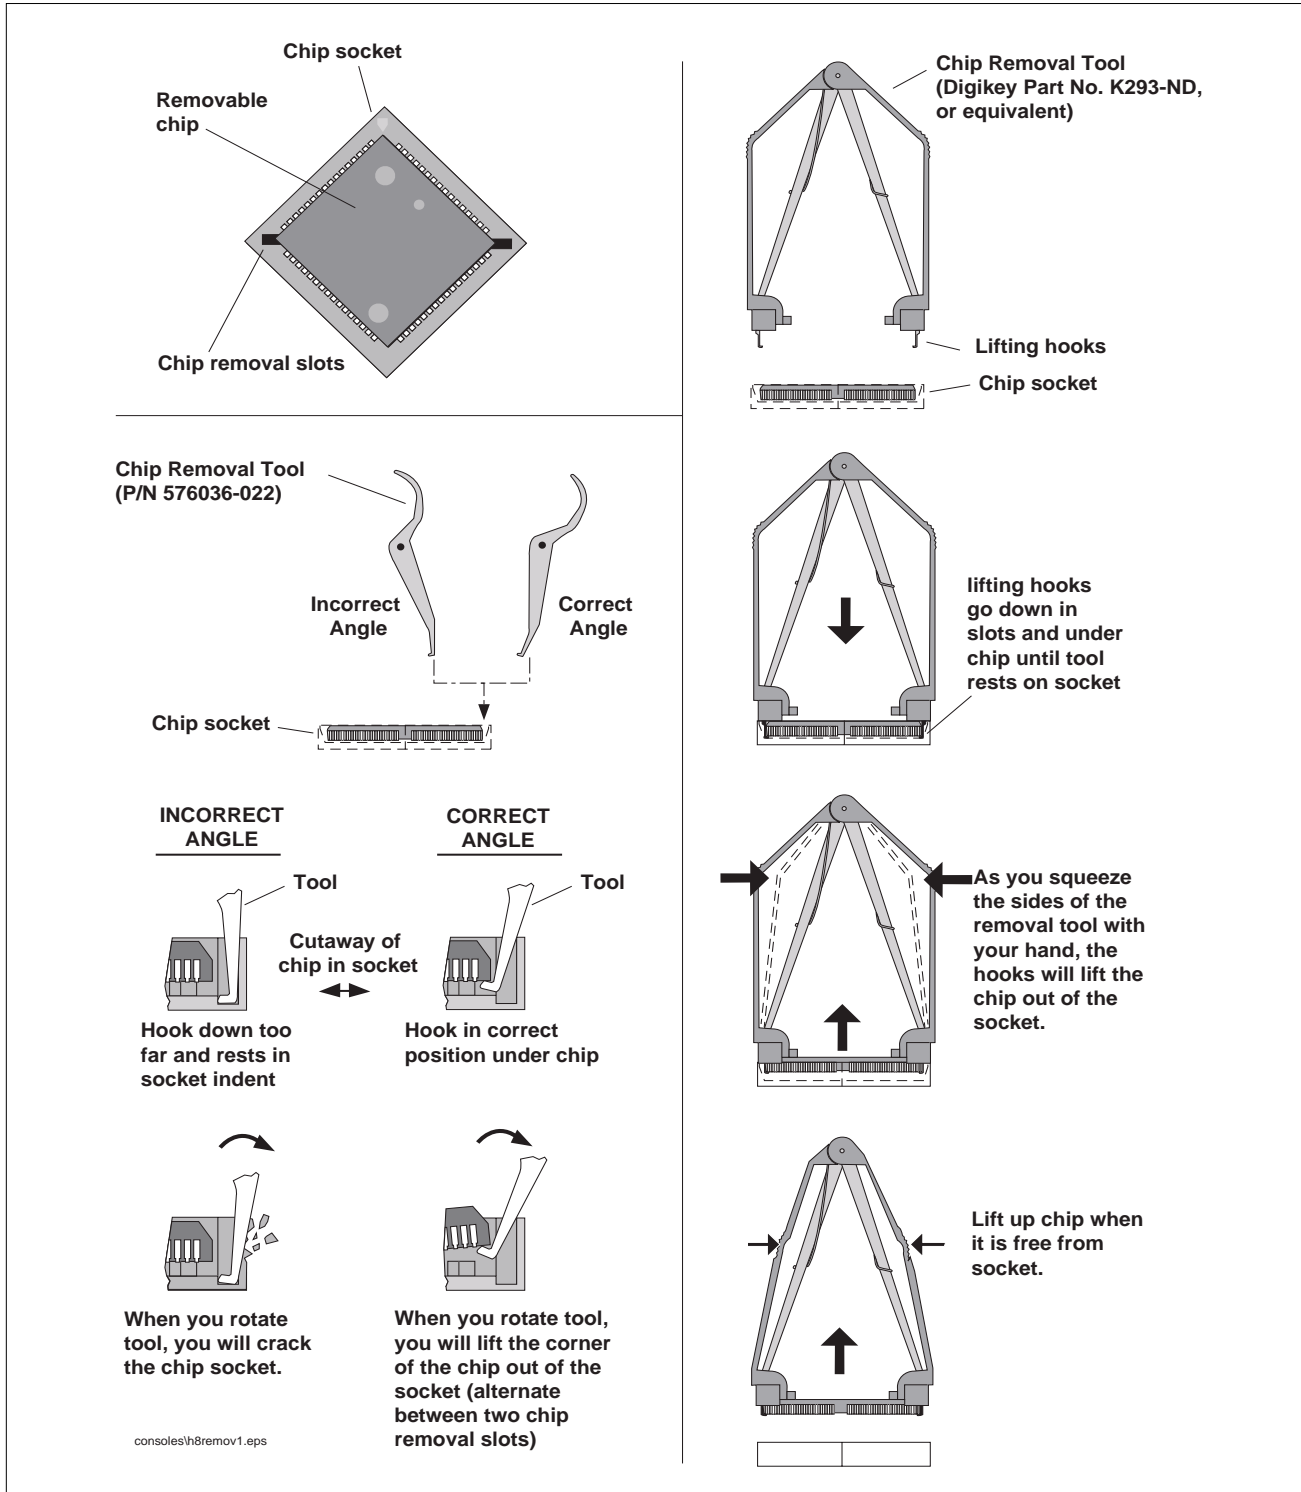 Chip socket
Removable
chip
Chip removal slots
Chip Removal Tool
(P/N 576036-022)
Incorrect
Angle
Correct
Angle
Chip socket
INCORRECT
ANGLE
CORRECT
ANGLE
Tool
Tool
Cutaway of
chip in socket
Hook down too
far and rests in
socket indent
Hook in correct
position under chip
When you rotate
tool, you will crack
the chip socket.
When you rotate tool,
you will lift the corner
of the chip out of the
socket (alternate
between two chip
removal slots)
consoles\h8remov1.eps
Chip Removal Tool
(Digikey Part No. K293-ND,
or equivalent)
Lifting hooks
Chip socket
lifting hooks
go down in
slots and under
chip until tool
rests on socket
As you squeeze
the sides of the
removal tool with
your hand, the
hooks will lift the
chip out of the
socket.
Lift up chip when
it is free from
socket.